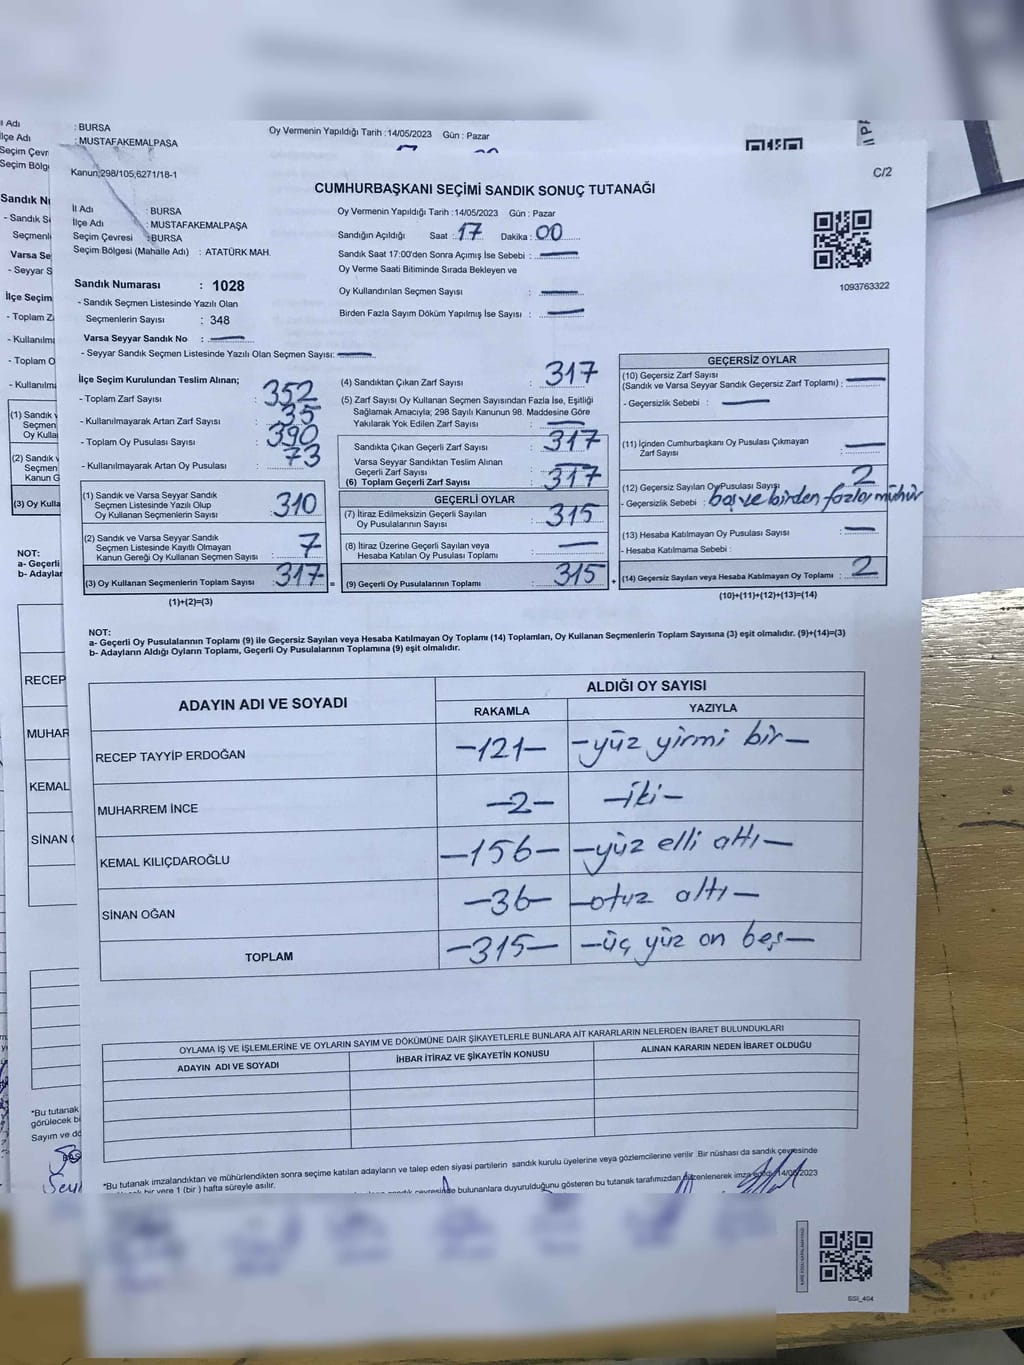 İl Adı : BURSA
İlçe Adı : MUSTAFAKEMALPAŞA
Oy Vermenin Yapıldığı Tarih :14/05/2023 Gün : Pazar
Kanun;298/105;6271/18-1
C/2
CUMHURBAŞKANI SEÇİMİ SANDIK SONUÇ TUTANAĞI
İl Adı : BURSA
İlçe Adı : MUSTAFAKEMALPAŞA
Seçim Çevresi : BURSA
Seçim Bölgesi (Mahalle Adı) : ATATÜRK MAH.
Oy Vermenin Yapıldığı Tarih :14/05/2023 Gün : Pazar
Sandığın Açıldığı Saat : 17 Dakika : 00
Sandık Saat 17:00'den Sonra Açımış İse Sebebi : —
Oy Verme Saati Bitiminde Sırada Bekleyen ve
Oy Kullandırılan Seçmen Sayısı : —
Birden Fazla Sayım Döküm Yapılmış İse Sayısı : —
1093763322
Sandık Numarası : 1028
- Sandık Seçmen Listesinde Yazılı Olan
Seçmenlerin Sayısı : 348
Varsa Seyyar Sandık No : —
- Seyyar Sandık Seçmen Listesinde Yazılı Olan Seçmen Sayısı: —
İlçe Seçim Kurulundan Teslim Alınan;
- Toplam Zarf Sayısı : 352
- Kullanılmayarak Artan Zarf Sayısı : 35
- Toplam Oy Pusulası Sayısı : 390
- Kullanılmayarak Artan Oy Pusulası : 73
(1) Sandık ve Varsa Seyyar Sandık
Seçmen Listesinde Yazılı Olup
Oy Kullanan Seçmenlerin Sayısı : 310
(2) Sandık ve Varsa Seyyar Sandık
Seçmen Listesinde Kayıtlı Olmayan
Kanun Gereği Oy Kullanan Seçmen Sayısı : 7
(3) Oy Kullanan Seçmenlerin Toplam Sayısı : 317 =
(1)+(2)=(3)
(4) Sandıktan Çıkan Zarf Sayısı : 317
(5) Zarf Sayısı Oy Kullanan Seçmen Sayısından Fazla İse, Eşitliği
Sağlamak Amacıyla; 298 Sayılı Kanunun 98. Maddesine Göre
Yakılarak Yok Edilen Zarf Sayısı : —
Sandıkta Çıkan Geçerli Zarf Sayısı : 317
Varsa Seyyar Sandıktan Teslim Alınan
Geçerli Zarf Sayısı : —
(6) Toplam Geçerli Zarf Sayısı : 317
GEÇERLİ OYLAR
(7) İtiraz Edilmeksizin Geçerli Sayılan
Oy Pusulalarının Sayısı : 315
(8) İtiraz Üzerine Geçerli Sayılan veya
Hesaba Katılan Oy Pusulası Toplamı : —
(9) Geçerli Oy Pusulalarının Toplamı : 315 +
GEÇERSİZ OYLAR
(10) Geçersiz Zarf Sayısı
(Sandık ve Varsa Seyyar Sandık Geçersiz Zarf Toplamı) : —
- Geçersizlik Sebebi : —
(11) İçinden Cumhurbaşkanı Oy Pusulası Çıkmayan
Zarf Sayısı : —
(12) Geçersiz Sayılan OyPusulası Sayışı : 2
- Geçersizlik Sebebi : boş ve birden fazla mühür
(13) Hesaba Katılmayan Oy Pusulası Sayısı : —
- Hesaba Katılmama Sebebi :
(14) Geçersiz Sayılan veya Hesaba Katılmayan Oy Toplamı : 2
(10)+(11)+(12)+(13)=(14)
NOT:
a- Geçerli Oy Pusulalarının Toplamı (9) ile Geçersiz Sayılan veya Hesaba Katılmayan Oy Toplamı (14) Toplamları, Oy Kullanan Seçmenlerin Toplam Sayısına (3) eşit olmalıdır. (9)+(14)=(3)
b- Adayların Aldığı Oyların Toplamı, Geçerli Oy Pusulalarının Toplamına (9) eşit olmalıdır.
ADAYIN ADI VE SOYADI
ALDIĞI OY SAYISI
RAKAMLA YAZIYLA
RECEP TAYYİP ERDOĞAN -121- -yüz yirmi bir-
MUHARREM İNCE -2- -iki-
KEMAL KILIÇDAROĞLU -156- -yüz elli altı-
SİNAN OĞAN -36- -otuz altı-
TOPLAM -315- -üç yüz on beş-
OYLAMA İŞ VE İŞLEMLERİNE VE OYLARIN SAYIM VE DÖKÜMÜNE DAİR ŞİKAYETLERLE BUNLARA AİT KARARLARIN NELERDEN İBARET BULUNDUKLARI
ADAYIN ADI VE SOYADI İHBAR İTİRAZ VE ŞİKAYETİN KONUSU ALINAN KARARIN NEDEN İBARET OLDUĞU
*Bu tutanak imzalandıktan ve mühürlendikten sonra seçime katılan adayların ve talep eden siyasi partilerin sandık kurulu üyelerine veya gözlemcilerine verilir. Bir nüshası da sandık çevresinde
bir yere 1 (bir ) hafta süreyle asılır.
sandık çevresinde bulunanlara duyurulduğunu gösteren bu tutanak tarafımızdan düzenlenerek imza 14/05/2023
SSİ_404